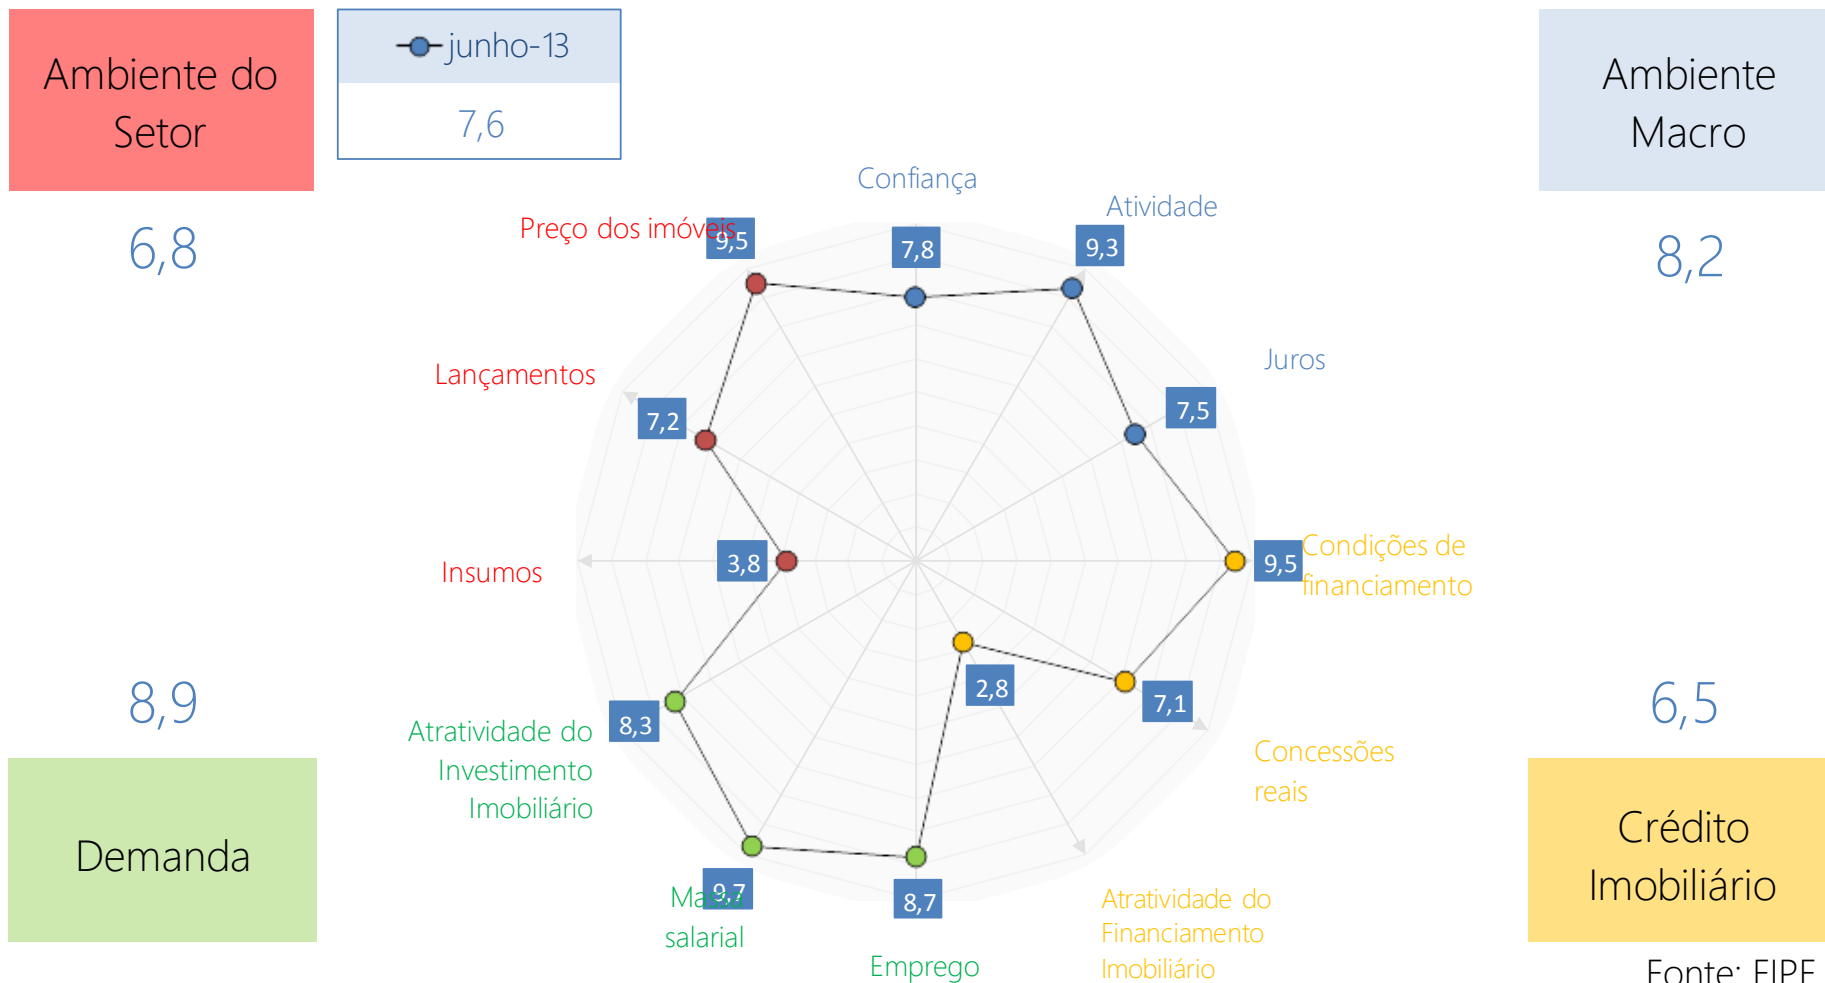 Ambiente do
Setor
6,8
junho-13
7,6
Ambiente
Macro
8,2
Confiança
7,8
Atividade
9,3
Juros
7,5
Condições de
financiamento
9,5
Concessões
reais
7,1
Atratividade do
Financiamento
Imobiliário
2,8
Emprego
8,7
Massa
salarial
9,7
Atratividade do
Investimento
Imobiliário
8,3
Insumos
3,8
Lançamentos
7,2
Preço dos imóveis
9,5
8,9
Demanda
6,5
Crédito
Imobiliário
Fonte: FIPE